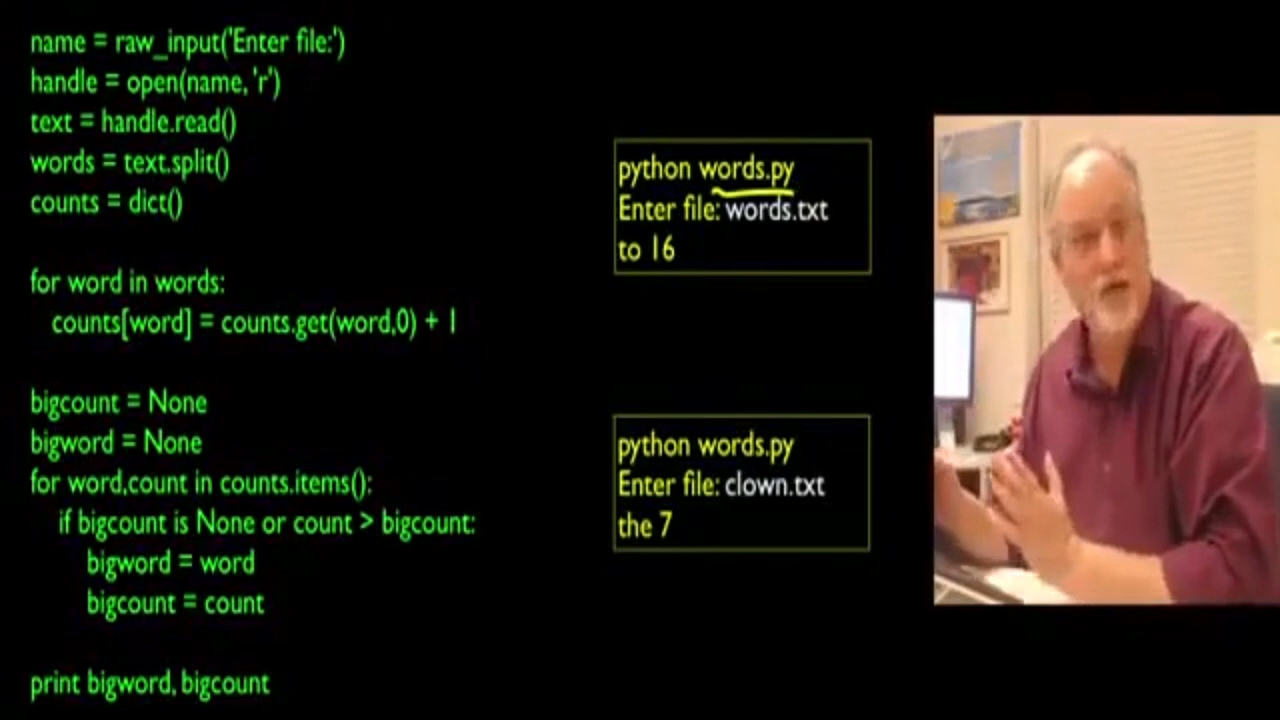 name = raw_input('Enter file:')
handle = open(name, 'r')
text = handle.read()
words = text.split()
counts = dict()
for word in words:
counts[word] = counts.get(word,0) + 1
bigcount = None
bigword = None
for word,count in counts.items():
if bigcount is None or count > bigcount:
bigword = word
bigcount = count
print bigword, bigcount
python words.py
Enter file: words.txt
to 16
python words.py
Enter file: clown.txt
the 7